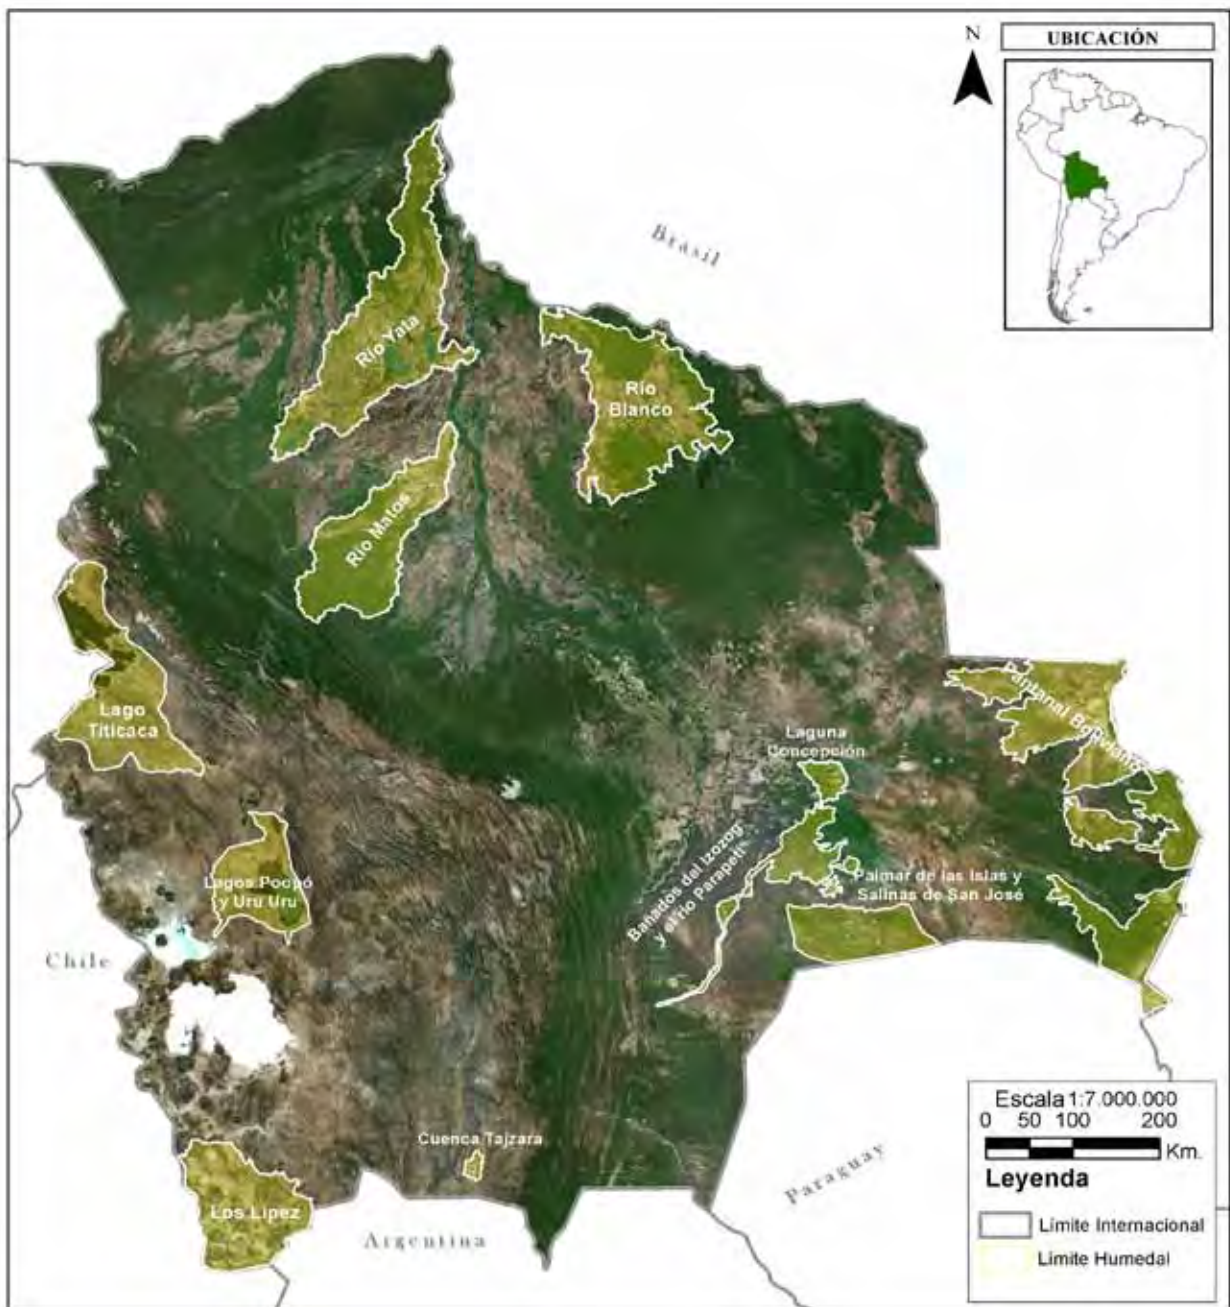 N
UBICACIÓN
Brasil
Río Yata
Río
Blanco
Río Matos
Lago
Titicaca
Pantanal Boliviano
Laguna
Concepción
Bañados del Izozog
y el río Parapetí
Palmar de las Islas y
Salinas de San José
Lagos Poopó
y Uru Uru
Chile
Cuenca Tajzara
Los Lípez
Argentina
Paraguay
Escala 1:7.000.000
0 50 100 200
Km.
Leyenda
Límite Internacional
Límite Humedal